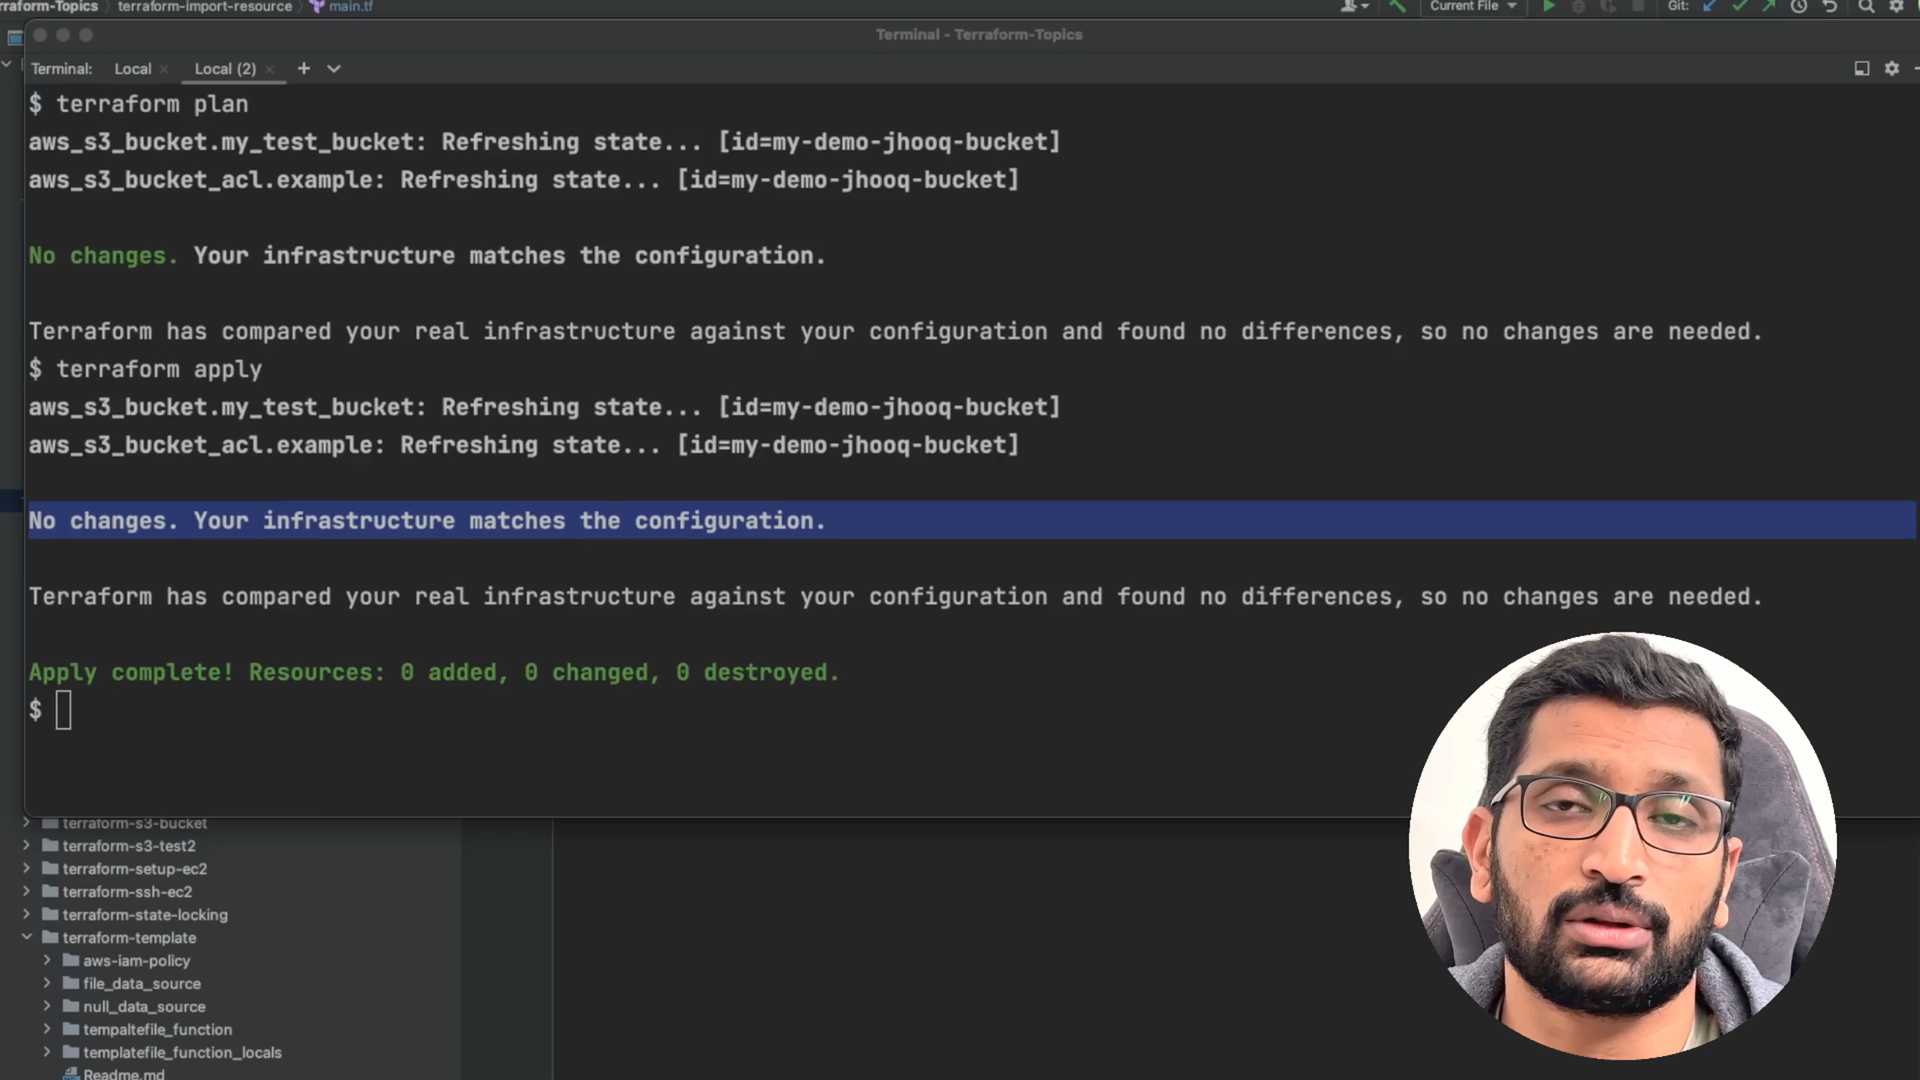 rraform-Topics terraform-import-resource main.tf Current File Git:
Terminal - Terraform-Topics
Terminal: Local Local (2)
$ terraform plan
aws_s3_bucket.my_test_bucket: Refreshing state... [id=my-demo-jhooq-bucket]
aws_s3_bucket_acl.example: Refreshing state... [id=my-demo-jhooq-bucket]
No changes. Your infrastructure matches the configuration.
Terraform has compared your real infrastructure against your configuration and found no differences, so no changes are needed.
$ terraform apply
aws_s3_bucket.my_test_bucket: Refreshing state... [id=my-demo-jhooq-bucket]
aws_s3_bucket_acl.example: Refreshing state... [id=my-demo-jhooq-bucket]
No changes. Your infrastructure matches the configuration.
Terraform has compared your real infrastructure against your configuration and found no differences, so no changes are needed.
Apply complete! Resources: 0 added, 0 changed, 0 destroyed.
$
terraform-s3-bucket
terraform-s3-test2
terraform-setup-ec2
terraform-ssh-ec2
terraform-state-locking
terraform-template
aws-iam-policy
file_data_source
null_data_source
tempaltefile_function
templatefile_function_locals
Readme.md